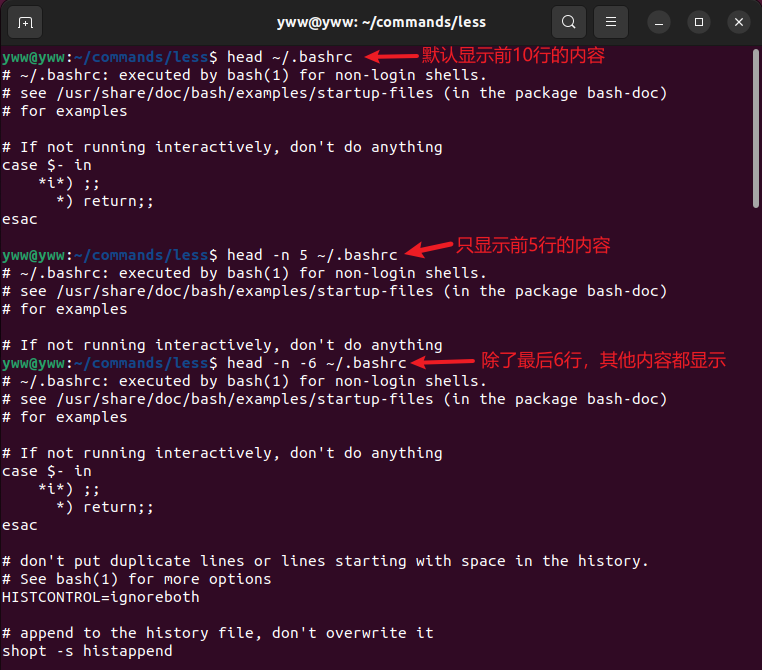 yww@yww: ~/commands/less
yww@yww:~/commands/less$ head ~/.bashrc 默认显示前10行的内容
# ~/.bashrc: executed by bash(1) for non-login shells.
# see /usr/share/doc/bash/examples/startup-files (in the package bash-doc)
# for examples
# If not running interactively, don't do anything
case $- in
*i*) ;;
*) return;;
esac
yww@yww:~/commands/less$ head -n 5 ~/.bashrc 只显示前5行的内容
# ~/.bashrc: executed by bash(1) for non-login shells.
# see /usr/share/doc/bash/examples/startup-files (in the package bash-doc)
# for examples
# If not running interactively, don't do anything
yww@yww:~/commands/less$ head -n -6 ~/.bashrc 除了最后6行，其他内容都显示
# ~/.bashrc: executed by bash(1) for non-login shells.
# see /usr/share/doc/bash/examples/startup-files (in the package bash-doc)
# for examples
# If not running interactively, don't do anything
case $- in
*i*) ;;
*) return;;
esac
# don't put duplicate lines or lines starting with space in the history.
# See bash(1) for more options
HISTCONTROL=ignoreboth
# append to the history file, don't overwrite it
shopt -s histappend